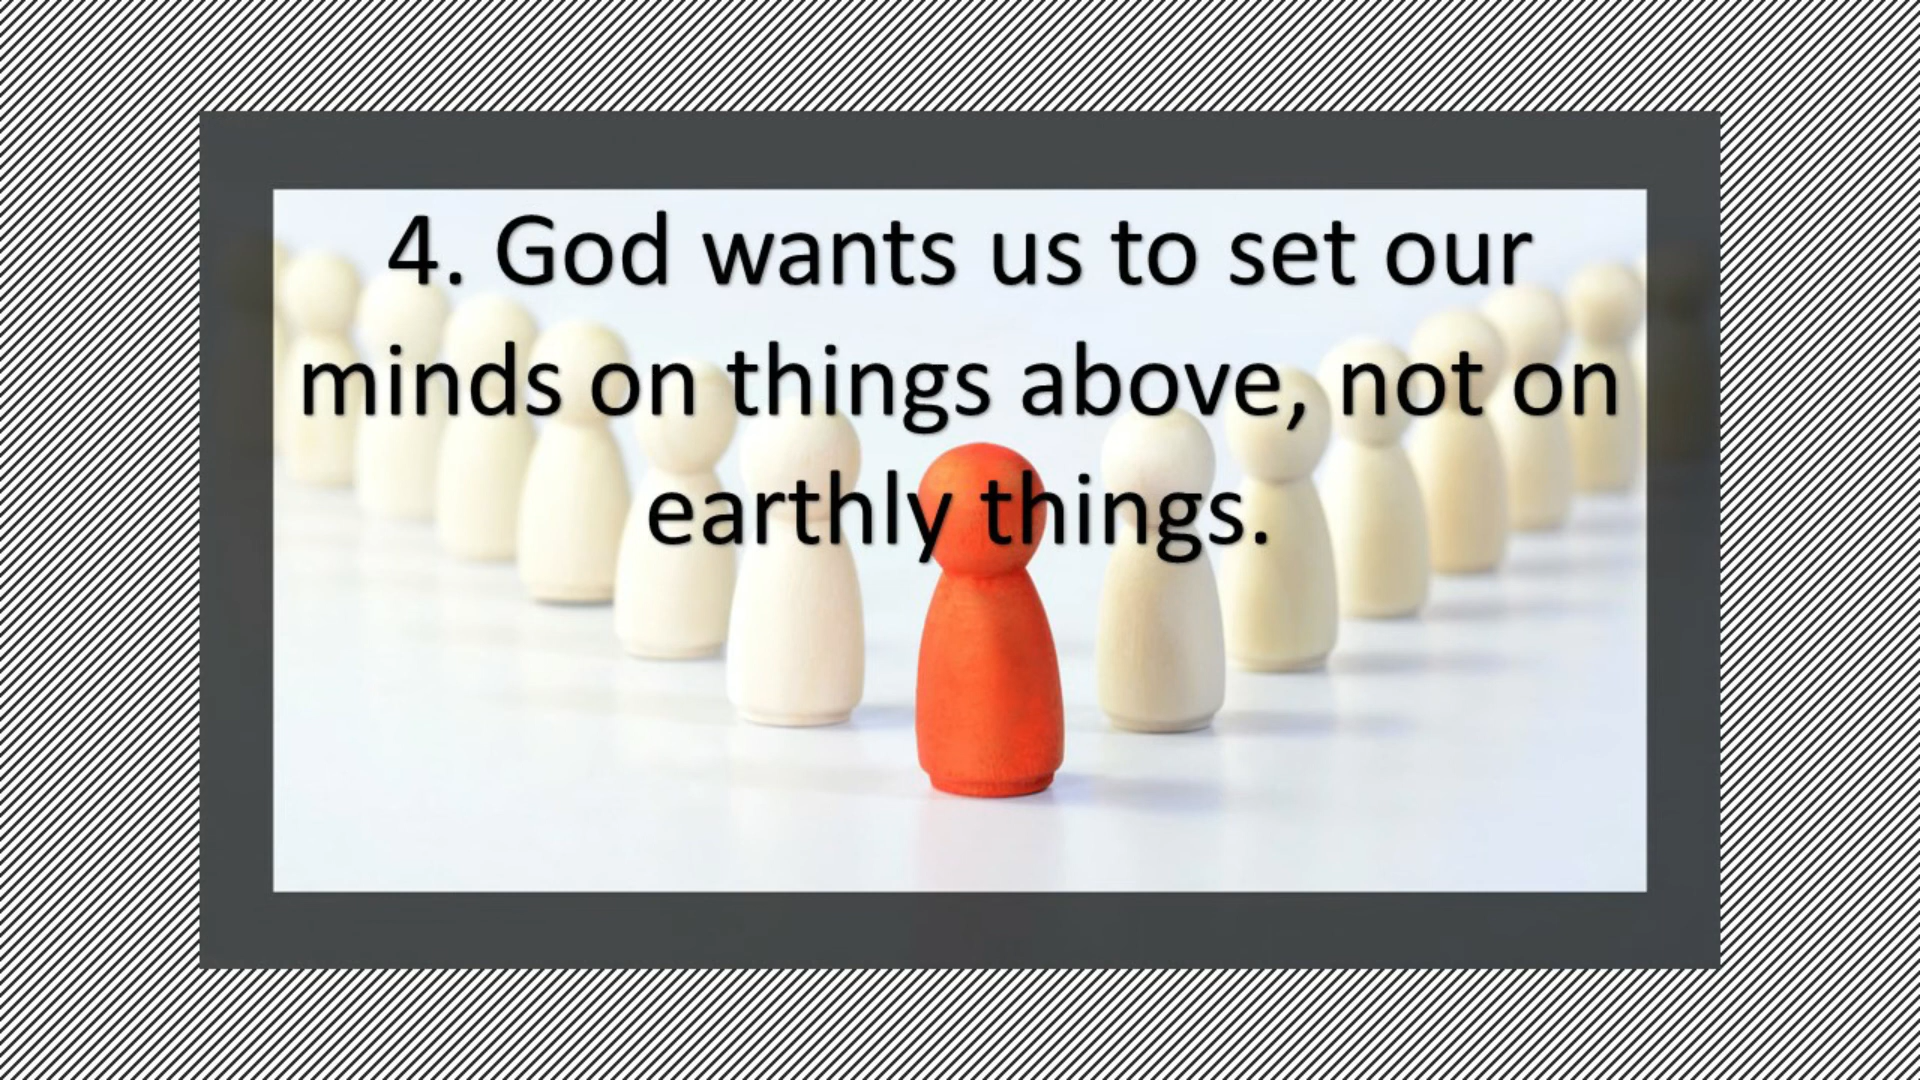 4. God wants us to set our
minds on things above, not on
earthly things.